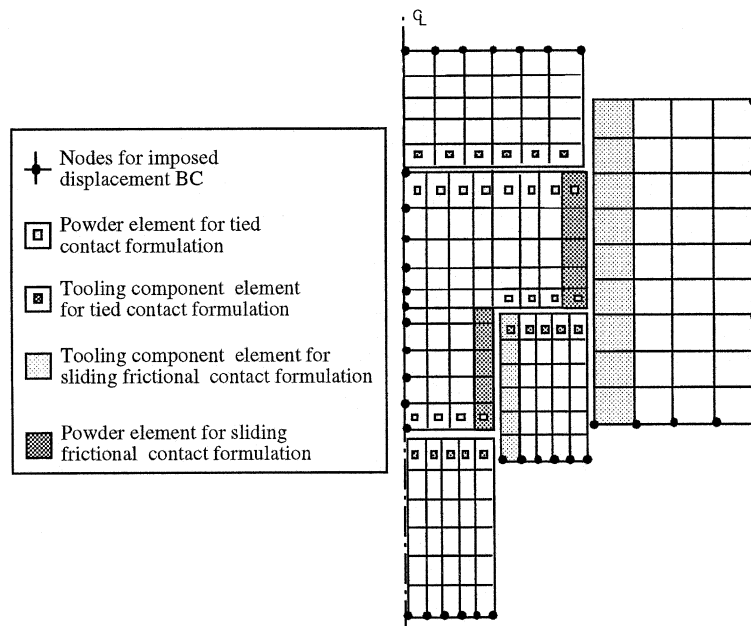 ℄
Nodes for imposed
displacement BC
Powder element for tied
contact formulation
Tooling component element
for tied contact formulation
Tooling component element for
sliding frictional contact formulation
Powder element for sliding
frictional contact formulation